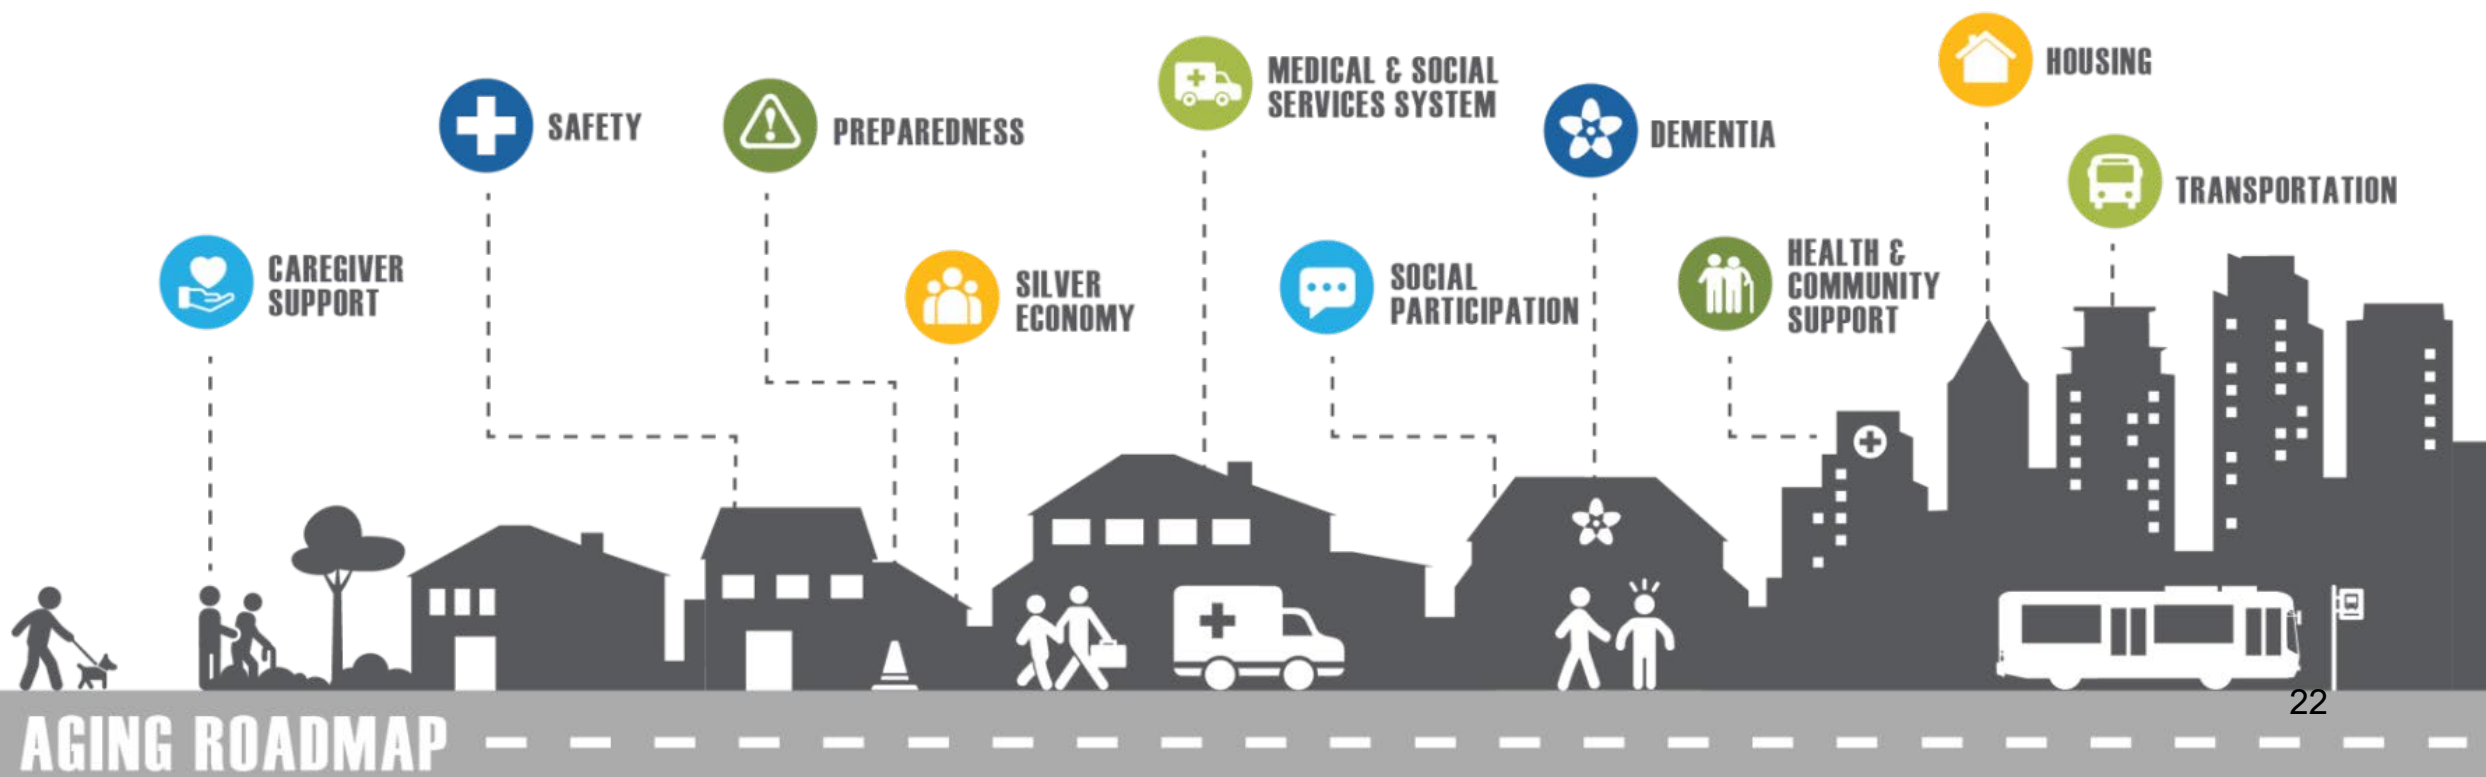 CAREGIVER
SUPPORT
SAFETY
PREPAREDNESS
SILVER
ECONOMY
MEDICAL & SOCIAL
SERVICES SYSTEM
SOCIAL
PARTICIPATION
DEMENTIA
HEALTH &
COMMUNITY
SUPPORT
HOUSING
TRANSPORTATION
22
AGING ROADMAP